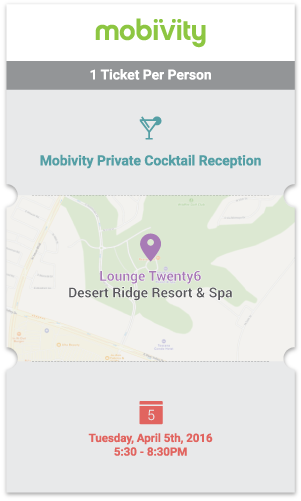 mobivity
1 Ticket Per Person
Mobivity Private Cocktail Reception
Lounge Twenty6
Desert Ridge Resort & Spa
5
Tuesday, April 5th, 2016
5:30 - 8:30PM